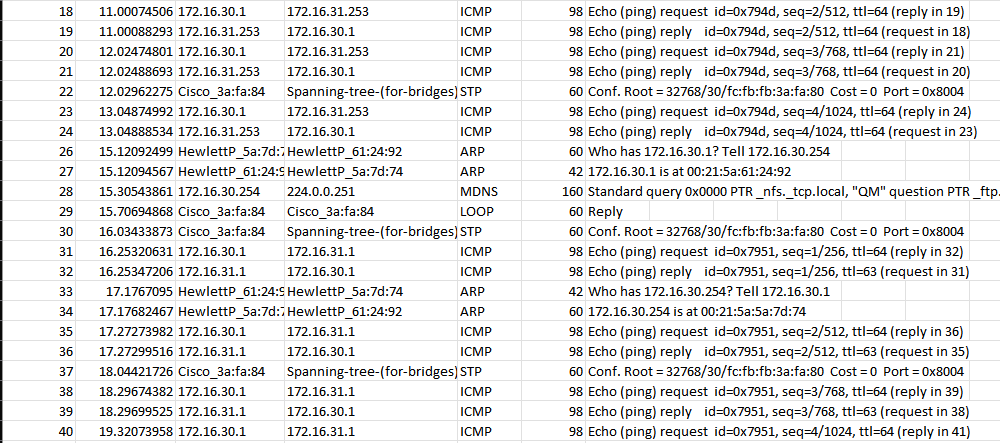 18 11.00074506 172.16.30.1 172.16.31.253 ICMP 98 Echo (ping) request id=0x794d, seq=2/512, ttl=64 (reply in 19)
19 11.00088293 172.16.31.253 172.16.30.1 ICMP 98 Echo (ping) reply id=0x794d, seq=2/512, ttl=64 (request in 18)
20 12.02474801 172.16.30.1 172.16.31.253 ICMP 98 Echo (ping) request id=0x794d, seq=3/768, ttl=64 (reply in 21)
21 12.02488693 172.16.31.253 172.16.30.1 ICMP 98 Echo (ping) reply id=0x794d, seq=3/768, ttl=64 (request in 20)
22 12.02962275 Cisco_3a:fa:84 Spanning-tree-(for-bridges) STP 60 Conf. Root = 32768/30/fc:fb:fb:3a:fa:80 Cost = 0 Port = 0x8004
23 13.04874992 172.16.30.1 172.16.31.253 ICMP 98 Echo (ping) request id=0x794d, seq=4/1024, ttl=64 (reply in 24)
24 13.04888534 172.16.31.253 172.16.30.1 ICMP 98 Echo (ping) reply id=0x794d, seq=4/1024, ttl=64 (request in 23)
26 15.12092499 HewlettP_5a:7d:7 HewlettP_61:24:92 ARP 60 Who has 172.16.30.1? Tell 172.16.30.254
27 15.12094567 HewlettP_61:24:9 HewlettP_5a:7d:74 ARP 42 172.16.30.1 is at 00:21:5a:61:24:92
28 15.30543861 172.16.30.254 224.0.0.251 MDNS 160 Standard query 0x0000 PTR _nfs._tcp.local, "QM" question PTR _ftp.
29 15.70694868 Cisco_3a:fa:84 Cisco_3a:fa:84 LOOP 60 Reply
30 16.03433873 Cisco_3a:fa:84 Spanning-tree-(for-bridges) STP 60 Conf. Root = 32768/30/fc:fb:fb:3a:fa:80 Cost = 0 Port = 0x8004
31 16.25320631 172.16.30.1 172.16.31.1 ICMP 98 Echo (ping) request id=0x7951, seq=1/256, ttl=64 (reply in 32)
32 16.25347206 172.16.31.1 172.16.30.1 ICMP 98 Echo (ping) reply id=0x7951, seq=1/256, ttl=63 (request in 31)
33 17.1767095 HewlettP_61:24:9 HewlettP_5a:7d:74 ARP 42 Who has 172.16.30.254? Tell 172.16.30.1
34 17.17682467 HewlettP_5a:7d:7 HewlettP_61:24:92 ARP 60 172.16.30.254 is at 00:21:5a:5a:7d:74
35 17.27273982 172.16.30.1 172.16.31.1 ICMP 98 Echo (ping) request id=0x7951, seq=2/512, ttl=64 (reply in 36)
36 17.27299516 172.16.31.1 172.16.30.1 ICMP 98 Echo (ping) reply id=0x7951, seq=2/512, ttl=63 (request in 35)
37 18.04421726 Cisco_3a:fa:84 Spanning-tree-(for-bridges) STP 60 Conf. Root = 32768/30/fc:fb:fb:3a:fa:80 Cost = 0 Port = 0x8004
38 18.29674382 172.16.30.1 172.16.31.1 ICMP 98 Echo (ping) request id=0x7951, seq=3/768, ttl=64 (reply in 39)
39 18.29699525 172.16.31.1 172.16.30.1 ICMP 98 Echo (ping) reply id=0x7951, seq=3/768, ttl=63 (request in 38)
40 19.32073958 172.16.30.1 172.16.31.1 ICMP 98 Echo (ping) request id=0x7951, seq=4/1024, ttl=64 (reply in 41)